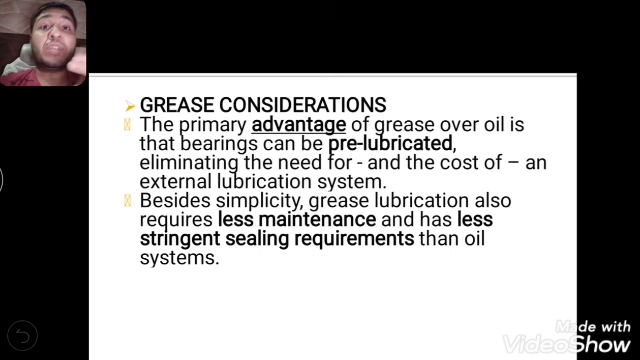 GREASE CONSIDERATIONS
The primary advantage of grease over oil is
that bearings can be pre-lubricated,
eliminating the need for - and the cost of – an
external lubrication system.
Besides simplicity, grease lubrication also
requires less maintenance and has less
stringent sealing requirements than oil
systems.
Made with
VideoShow